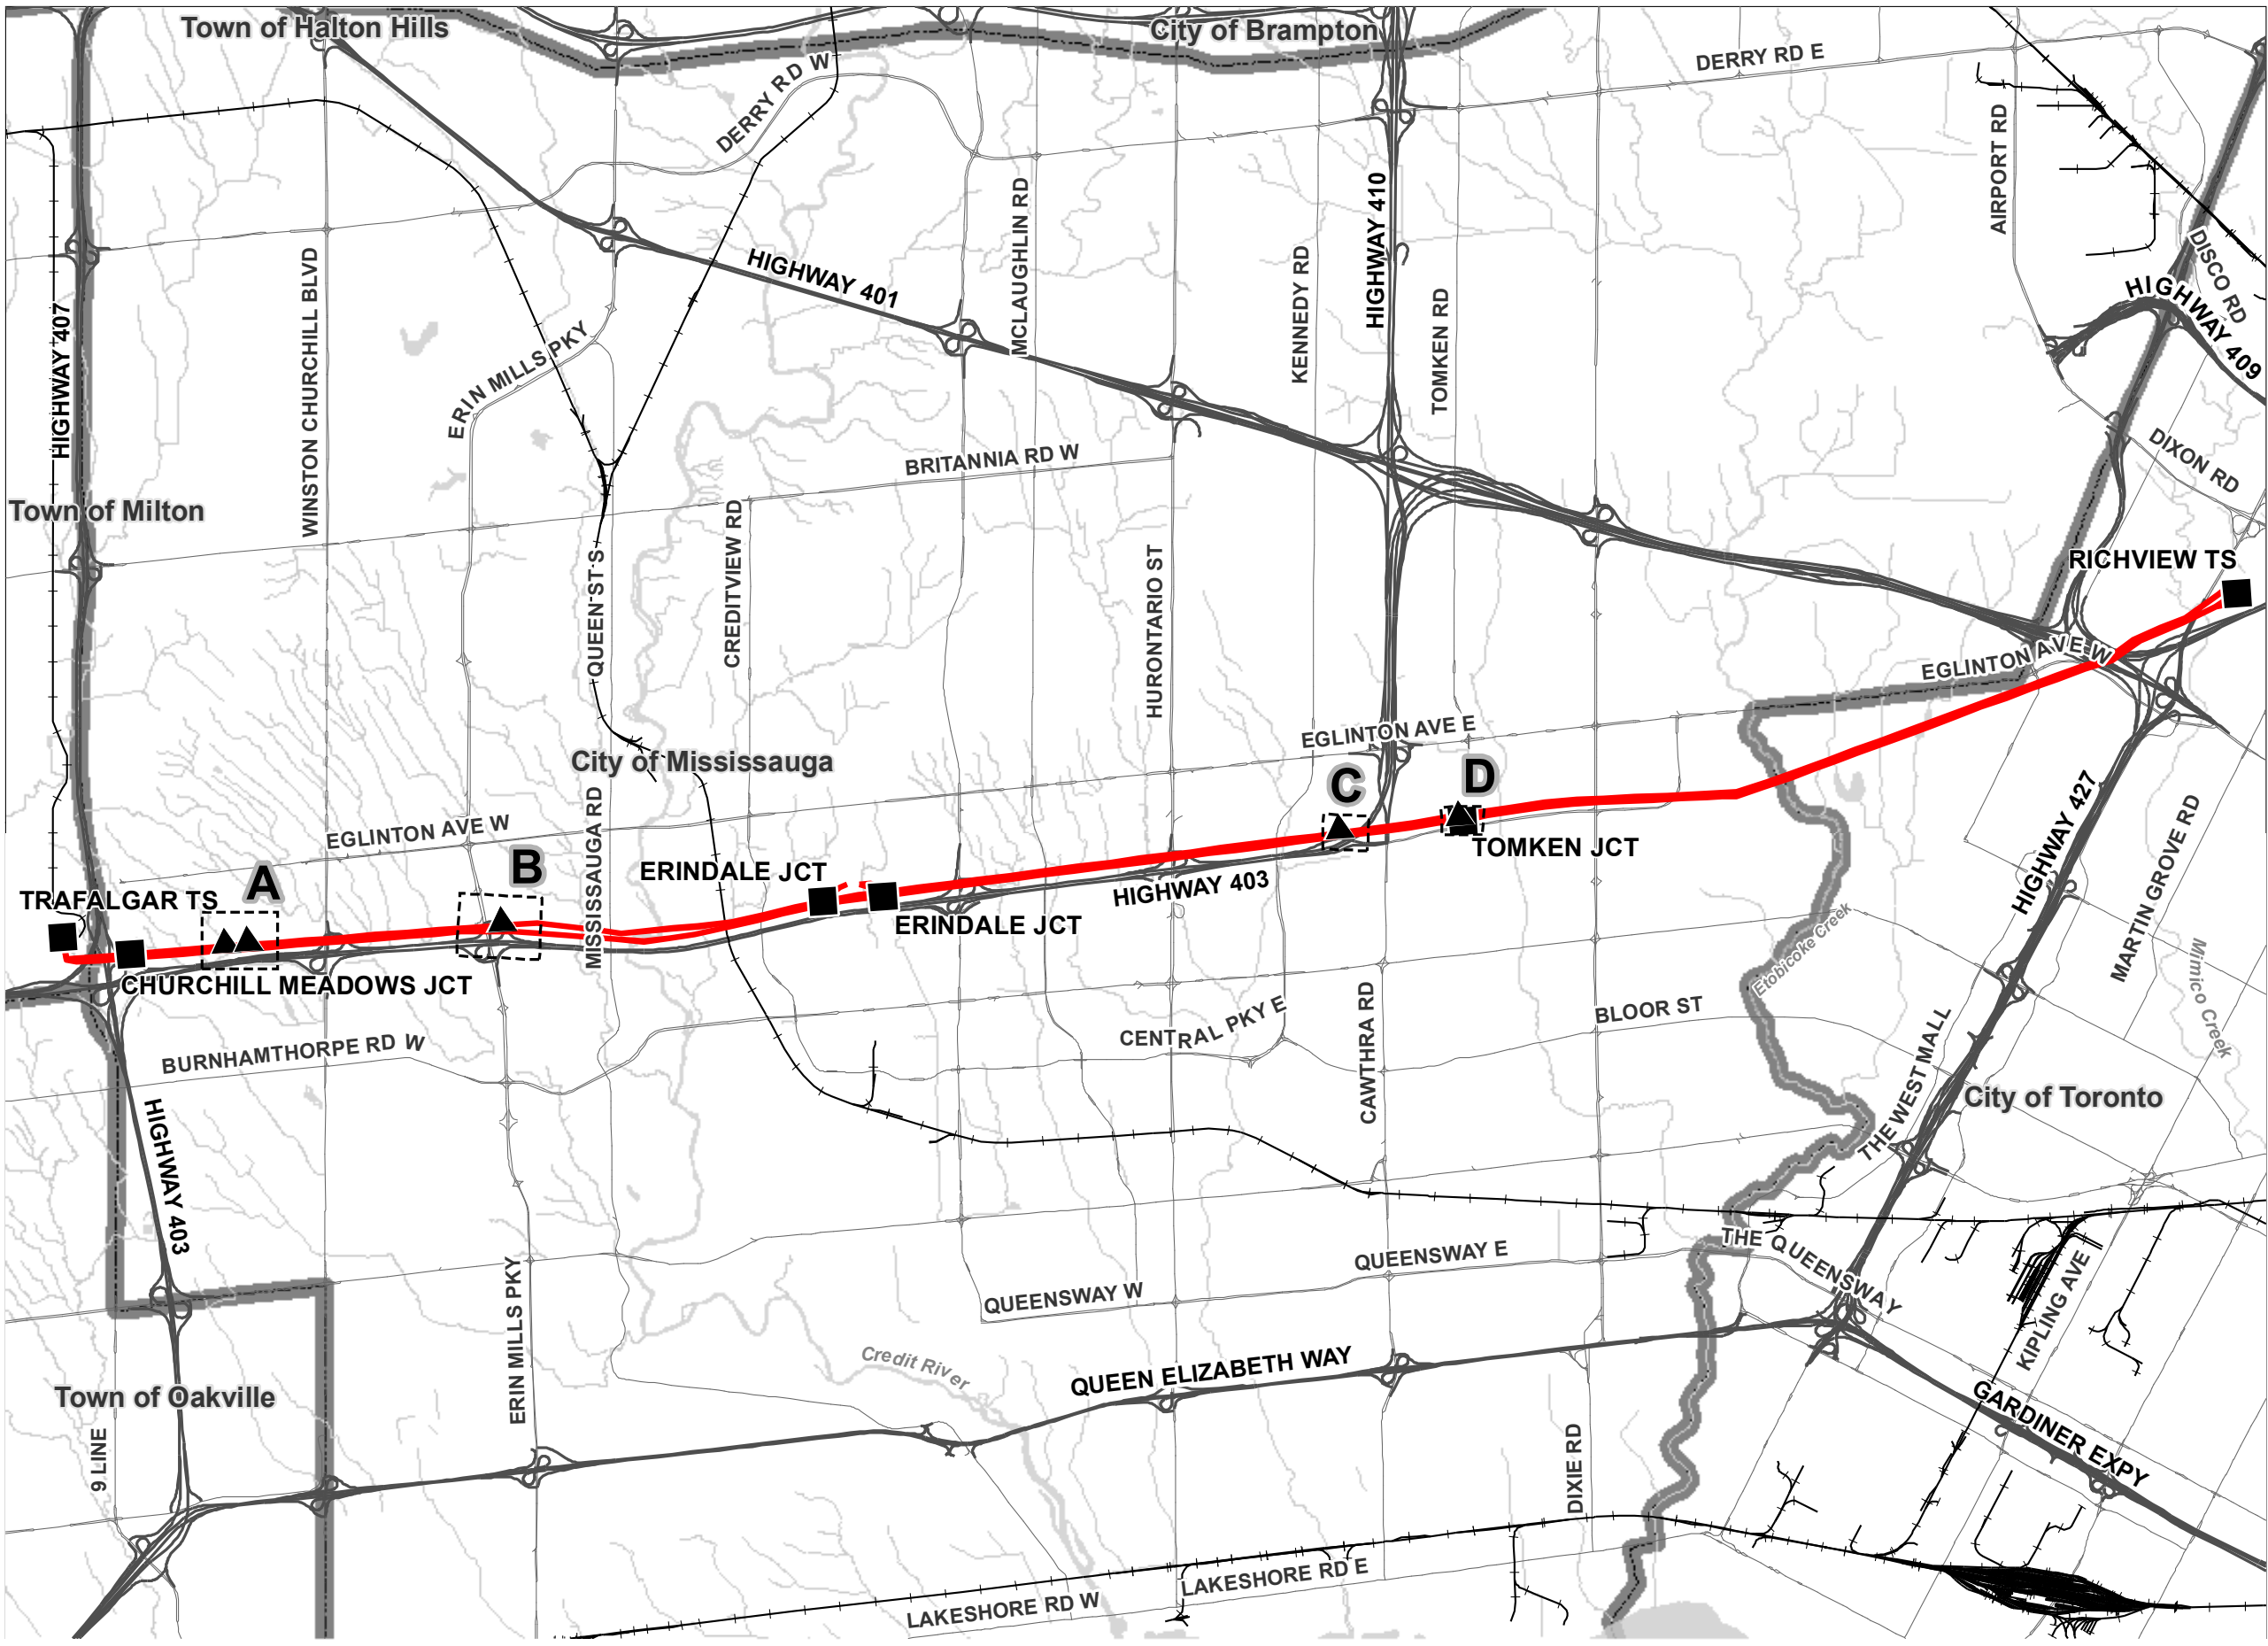 Town of Halton Hills
City of Brampton
DERRY RD E
DERRY RD W
AIRPORT RD
MCLAUGHLIN RD
HIGHWAY 410
DISCO RD
HIGHWAY 401
KENNEDY RD
TOMKEN RD
HIGHWAY 409
HIGHWAY 407
WINSTON CHURCHILL BLVD
ERIN MILLS PKY
BRITANNIA RD W
DIXON RD
Town of Milton
CREDITVIEW RD
QUEEN ST S
HURONTARIO ST
RICHVIEW TS
EGLINTON AVE W
EGLINTON AVE E
City of Mississauga
C
D
EGLINTON AVE W
MISSISSAUGA RD
HIGHWAY 427
MARTIN GROVE RD
TOMKEN JCT
B
ERINDALE JCT
A
HIGHWAY 403
TRAFALGAR TS
ERINDALE JCT
Etobicoke Creek
Mimico Creek
CHURCHILL MEADOWS JCT
BURNHAMTHORPE RD W
CENTRAL PKY E
CAWTHRA RD
BLOOR ST
THE WEST MALL
City of Toronto
HIGHWAY 403
THE QUEENSWAY
QUEENSWAY E
QUEENSWAY W
KIPLING AVE
ERIN MILLS PKY
Credit River
QUEEN ELIZABETH WAY
Town of Oakville
GARDINER EXPY
9 LINE
DIXIE RD
LAKESHORE RD E
LAKESHORE RD W